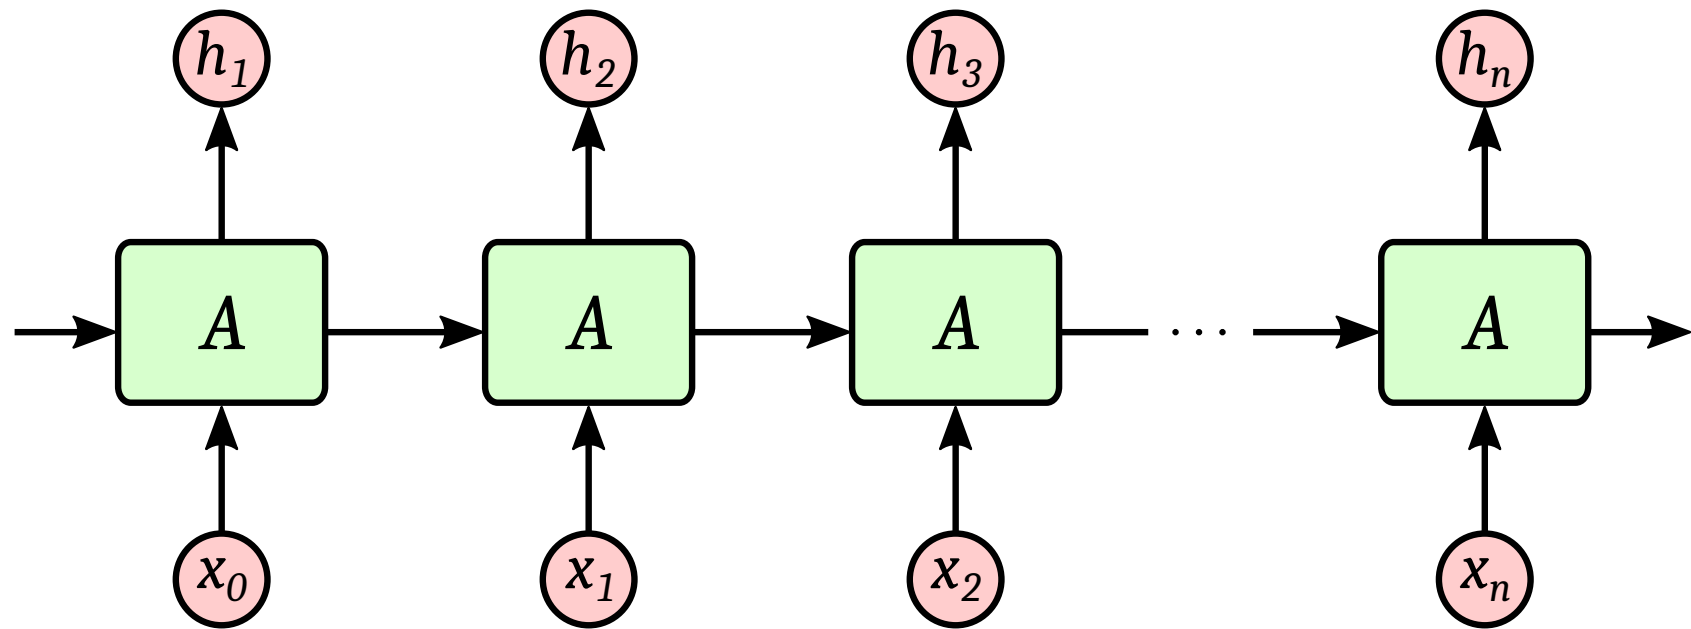 h₁ h₂ h₃ hₙ
A A A · · · A
x₀ x₁ x₂ xₙ